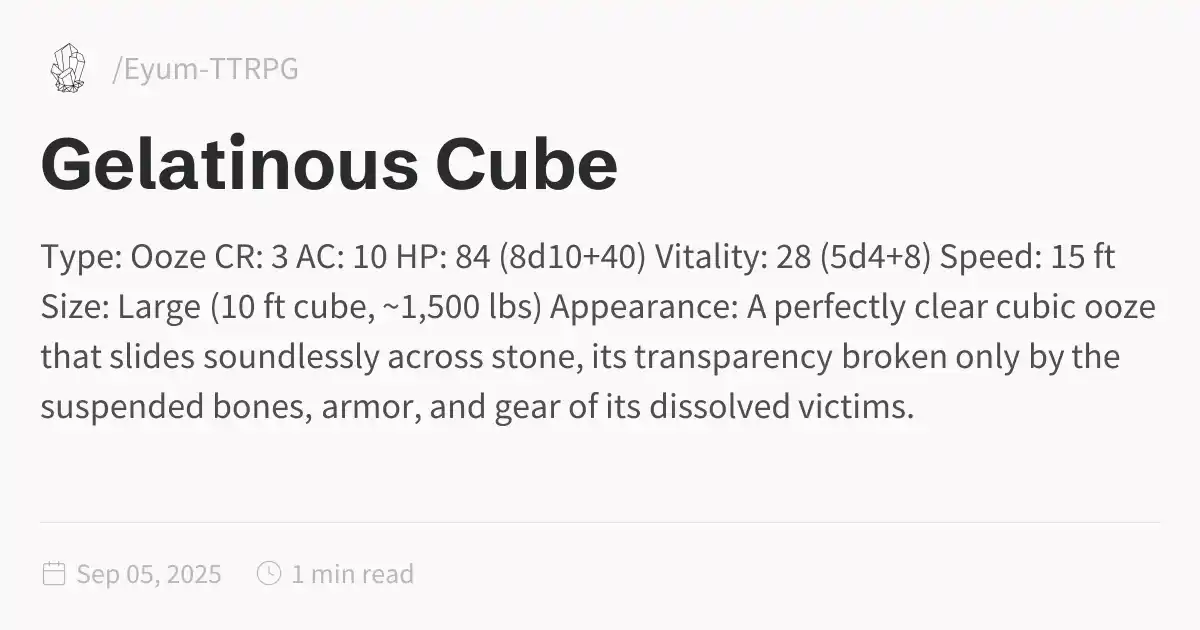 /Eyum-TTRPG
Gelatinous Cube
Type: Ooze CR: 3 AC: 10 HP: 84 (8d10+40) Vitality: 28 (5d4+8) Speed: 15 ft
Size: Large (10 ft cube, ~1,500 lbs) Appearance: A perfectly clear cubic ooze
that slides soundlessly across stone, its transparency broken only by the
suspended bones, armor, and gear of its dissolved victims.
Sep 05, 2025 1 min read